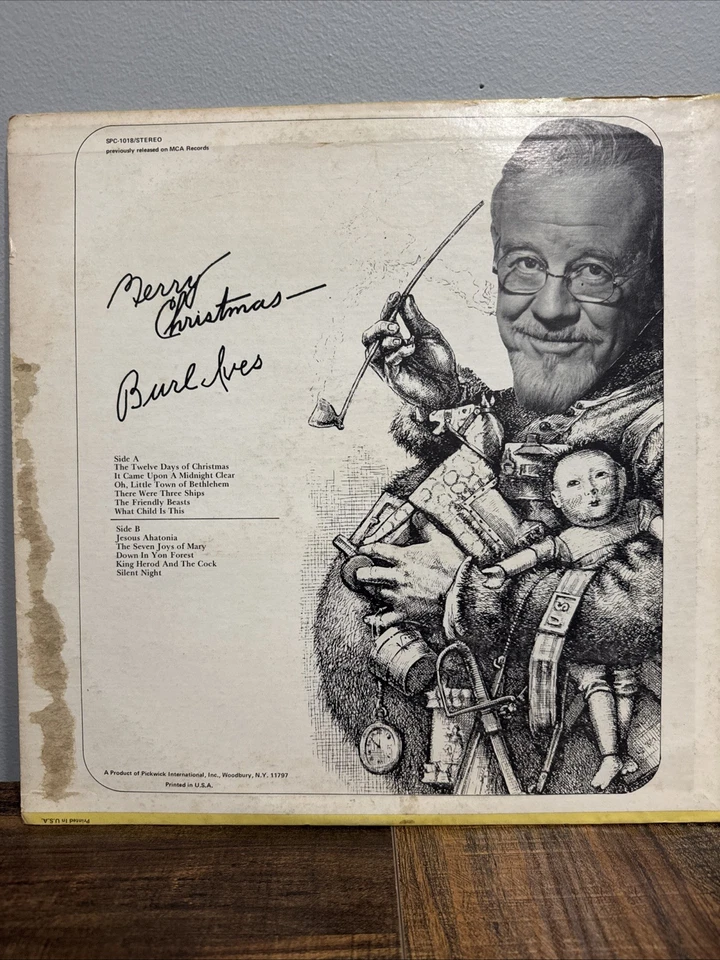 SPC-1018/STEREO
previously released on MCA Records
Merry
Christmas—
Burl Ives
Side A
The Twelve Days of Christmas
It Came Upon A Midnight Clear
Oh, Little Town of Bethlehem
There Were Three Ships
The Friendly Beasts
What Child Is This
Side B
Jesous Ahatonia
The Seven Joys of Mary
Down In Yon Forest
King Herod And The Cock
Silent Night
US
A Product of Pickwick International, Inc., Woodbury, N.Y. 11797
Printed in U.S.A.
Printed in U.S.A.